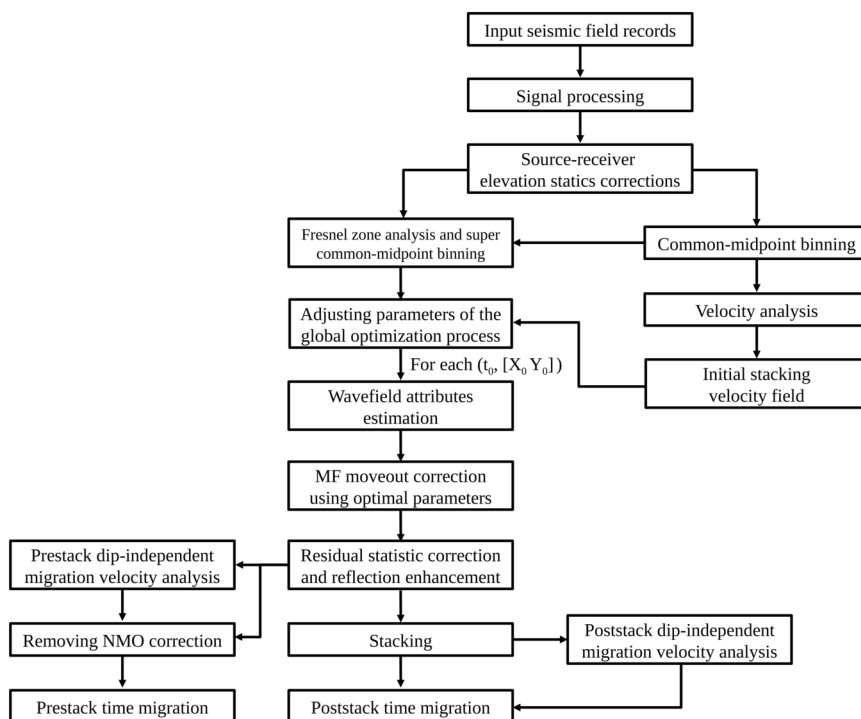 Input seismic field records
Signal processing
Source-receiver
elevation statics corrections
Fresnel zone analysis and super
common-midpoint binning
Common-midpoint binning
Adjusting parameters of the
global optimization process
Velocity analysis
For each (t₀, [X₀ Y₀])
Initial stacking
velocity field
Wavefield attributes
estimation
MF moveout correction
using optimal parameters
Prestack dip-independent
migration velocity analysis
Residual statistic correction
and reflection enhancement
Removing NMO correction
Stacking
Poststack dip-independent
migration velocity analysis
Prestack time migration
Poststack time migration